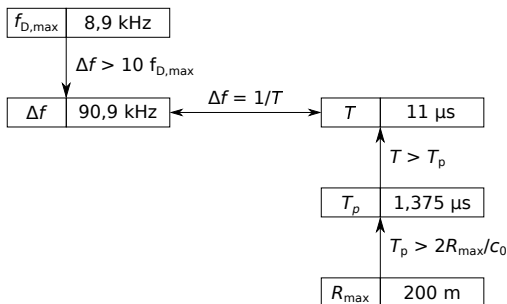 f_D,max 8,9 kHz
Δf > 10 f_D,max
Δf 90,9 kHz
Δf = 1/T
T 11 µs
T > T_p
T_p 1,375 µs
T_p > 2R_max/c_0
R_max 200 m